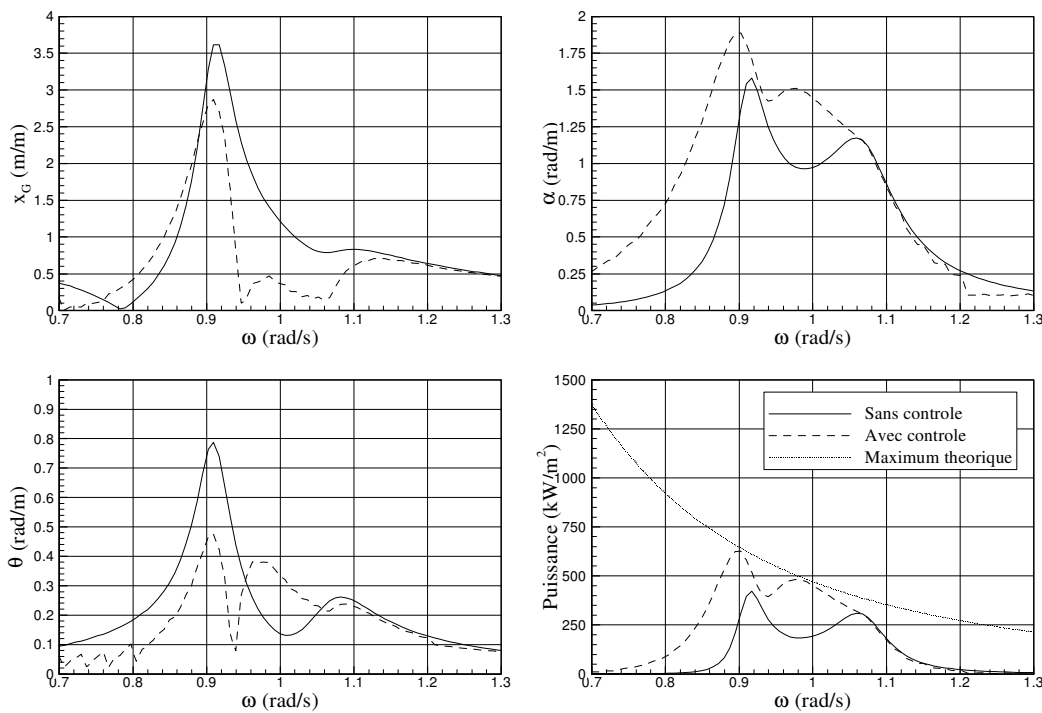 4
3.5
3
2.5
2
1.5
1
0.5
0
x_G (m/m)
0.7 0.8 0.9 1 1.1 1.2 1.3
ω (rad/s)
2
1.75
1.5
1.25
1
0.75
0.5
0.25
0
α (rad/m)
0.7 0.8 0.9 1 1.1 1.2 1.3
ω (rad/s)
1
0.9
0.8
0.7
0.6
0.5
0.4
0.3
0.2
0.1
0
θ (rad/m)
0.7 0.8 0.9 1 1.1 1.2 1.3
ω (rad/s)
1500
1250
1000
750
500
250
0
Puissance (kW/m²)
Sans controle
Avec controle
Maximum theorique
0.7 0.8 0.9 1 1.1 1.2 1.3
ω (rad/s)